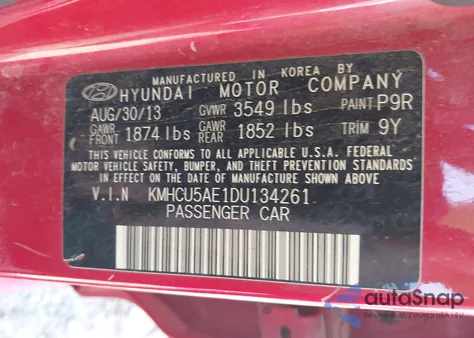 MANUFACTURED IN KOREA BY
HYUNDAI MOTOR COMPANY
AUG/30/13 GVWR 3549 lbs PAINT P9R
GAWR FRONT 1874 lbs GAWR REAR 1852 lbs TRIM 9Y
THIS VEHICLE CONFORMS TO ALL APPLICABLE U.S.A. FEDERAL
MOTOR VEHICLE SAFETY, BUMPER, AND THEFT PREVENTION STANDARDS
IN EFFECT ON THE DATE OF MANUFACTURE SHOWN ABOVE.
V.I.N KMHCU5AE1DU134261
PASSENGER CAR
autoSnap